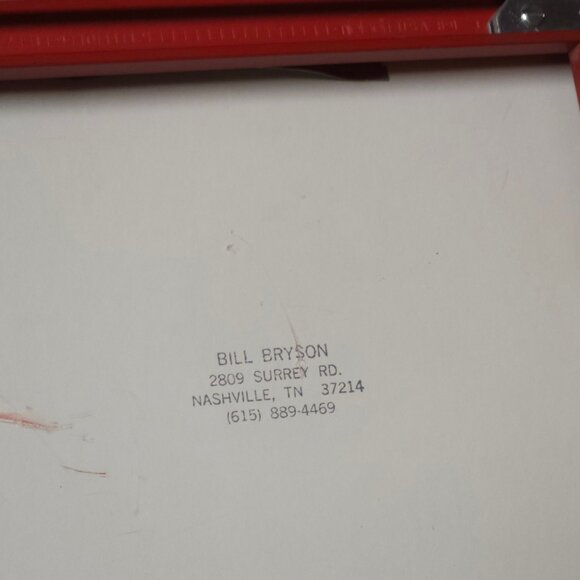 BILL BRYSON
2809 SURREY RD.
NASHVILLE, TN 37214
(615) 889-4469